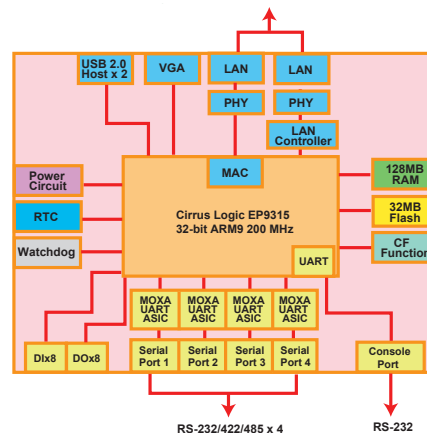 USB 2.0
Host x 2
VGA
LAN
LAN
PHY
PHY
LAN
Controller
MAC
Power
Circuit
128MB
RAM
Cirrus Logic EP9315
32-bit ARM9 200 MHz
RTC
32MB
Flash
Watchdog
CF
Function
UART
MOXA
UART
ASIC
MOXA
UART
ASIC
MOXA
UART
ASIC
MOXA
UART
ASIC
DIx8
DOx8
Serial
Port 1
Serial
Port 2
Serial
Port 3
Serial
Port 4
Console
Port
RS-232/422/485 x 4
RS-232